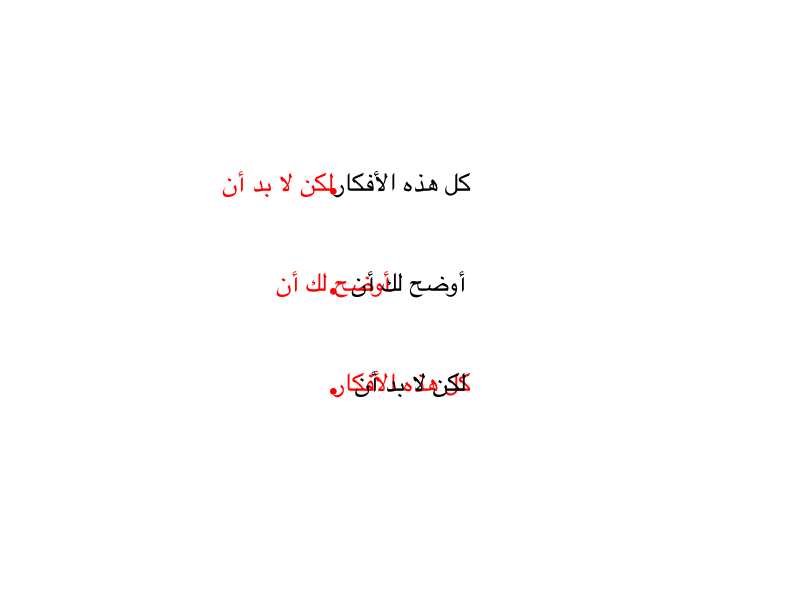 كل هذه الأفكار لكن لا بد أن
أوضح لك أن أوضح لك أن
لكن لا بد أن كل هذه الأفكار